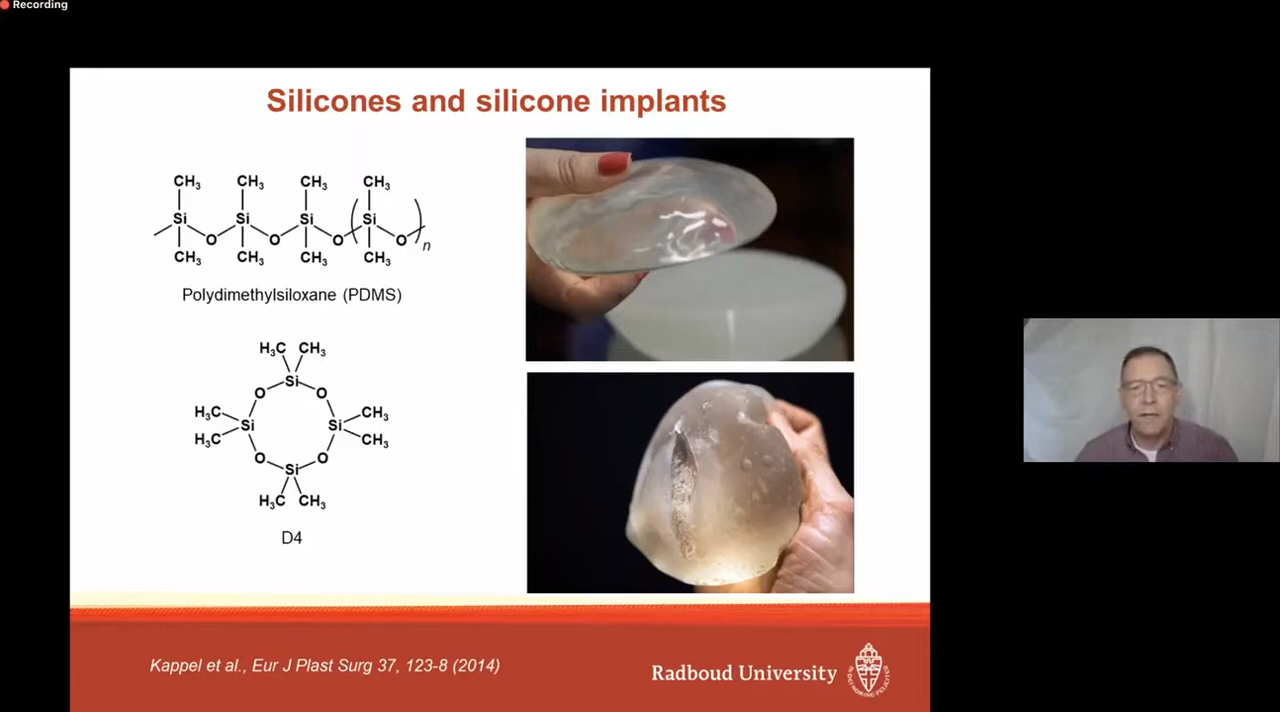 Recording
Silicones and silicone implants
CH3 CH3 CH3 CH3
Si Si Si Si
O O O O n
CH3 CH3 CH3 CH3
Polydimethylsiloxane (PDMS)
H3C CH3
Si
O O
H3C CH3
Si Si
H3C CH3
O O
Si
H3C CH3
D4
Kappel et al., Eur J Plast Surg 37, 123-8 (2014)
Radboud University